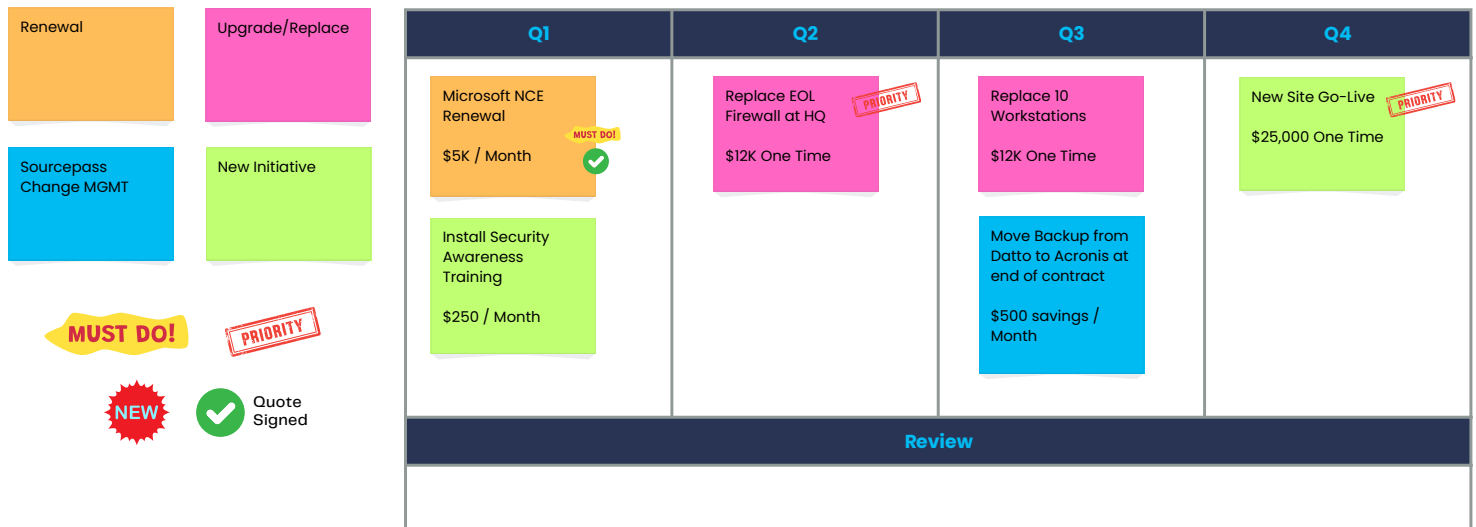 Renewal
Upgrade/Replace
Sourcepass
Change MGMT
New Initiative
MUST DO!
PRIORITY
NEW
Quote
Signed
Q1
Q2
Q3
Q4
Microsoft NCE
Renewal
$5K / Month
MUST DO!
Install Security
Awareness
Training
$250 / Month
Replace EOL
Firewall at HQ
$12K One Time
PRIORITY
Replace 10
Workstations
$12K One Time
Move Backup from
Datto to Acronis at
end of contract
$500 savings /
Month
New Site Go-Live
$25,000 One Time
PRIORITY
Review